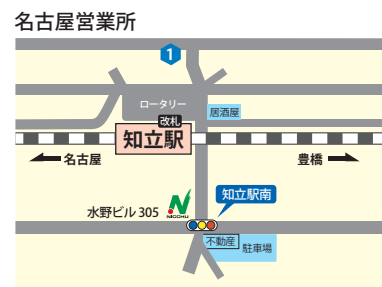 名古屋営業所
1
ロータリー
改札
居酒屋
知立駅
名古屋
豊橋
水野ビル 305
NICCHU
知立駅南
不動産
駐車場